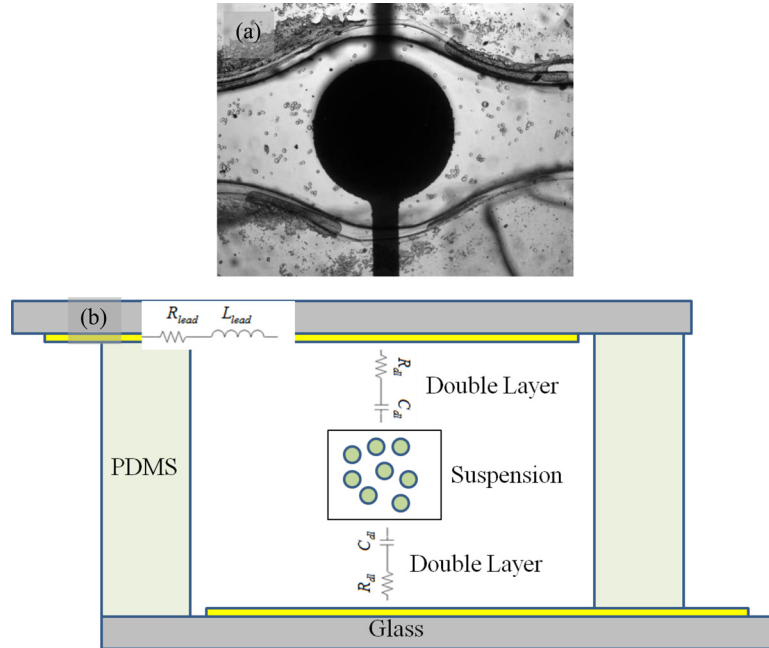 (a)
(b)
R_lead L_lead
R_dl
Double Layer
C_dl
PDMS
Suspension
C_dl
Double Layer
R_dl
Glass